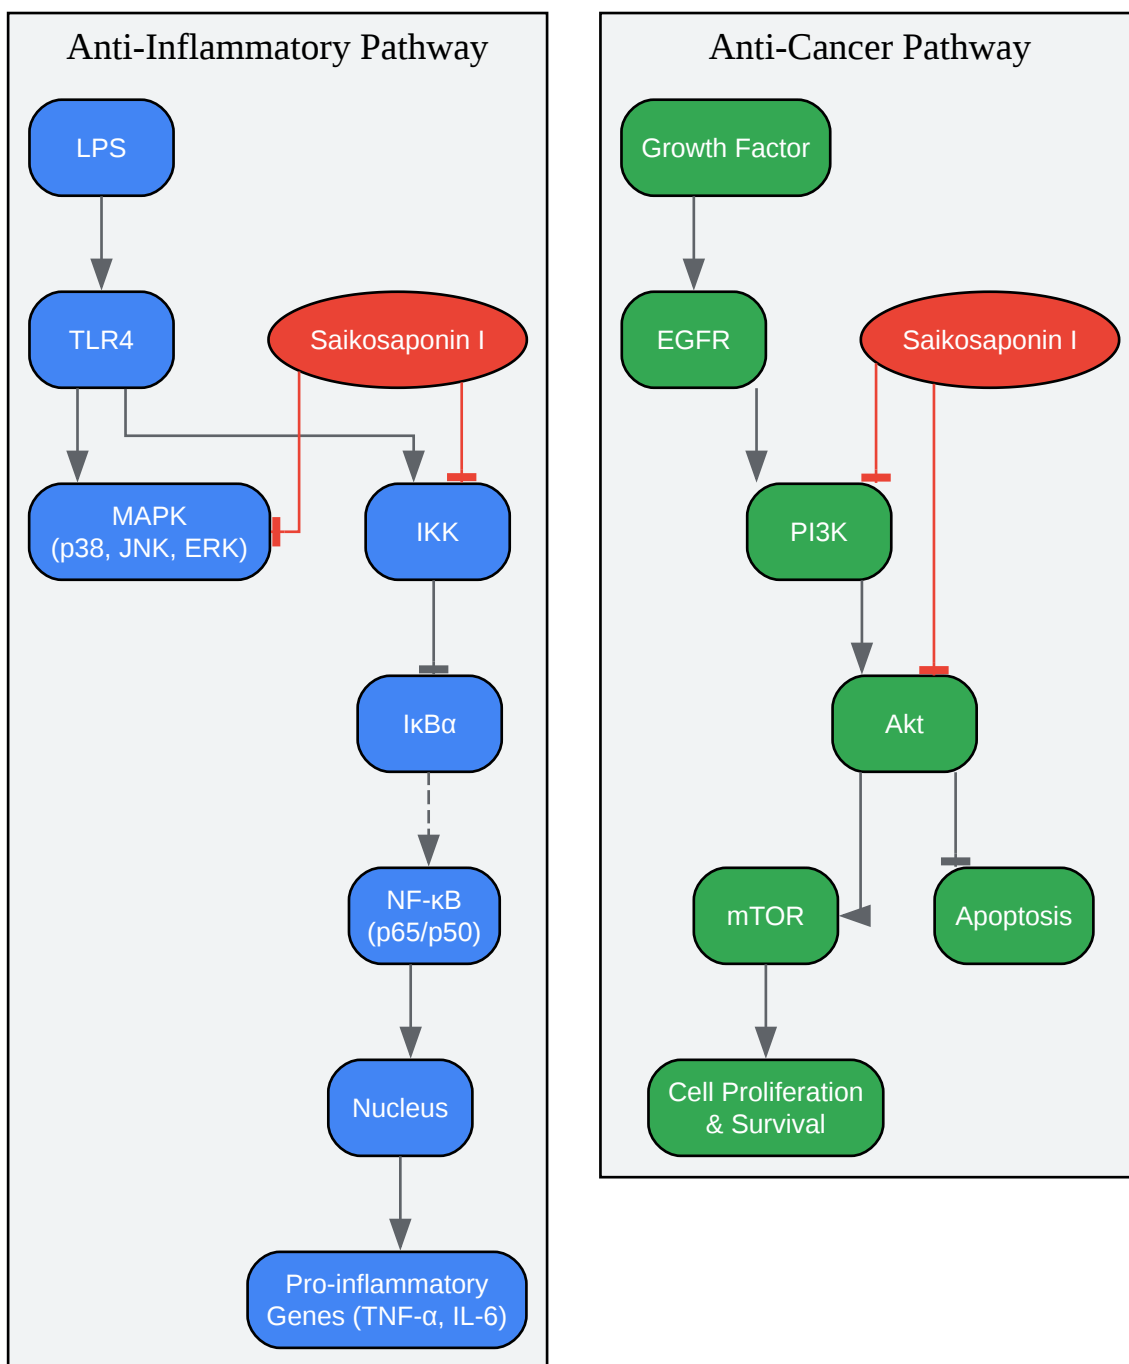 Anti-Inflammatory Pathway
LPS
TLR4
Saikosaponin I
MAPK
(p38, JNK, ERK)
IKK
IκBα
NF-κB
(p65/p50)
Nucleus
Pro-inflammatory
Genes (TNF-α, IL-6)
Anti-Cancer Pathway
Growth Factor
EGFR
Saikosaponin I
PI3K
Akt
mTOR
Apoptosis
Cell Proliferation
& Survival